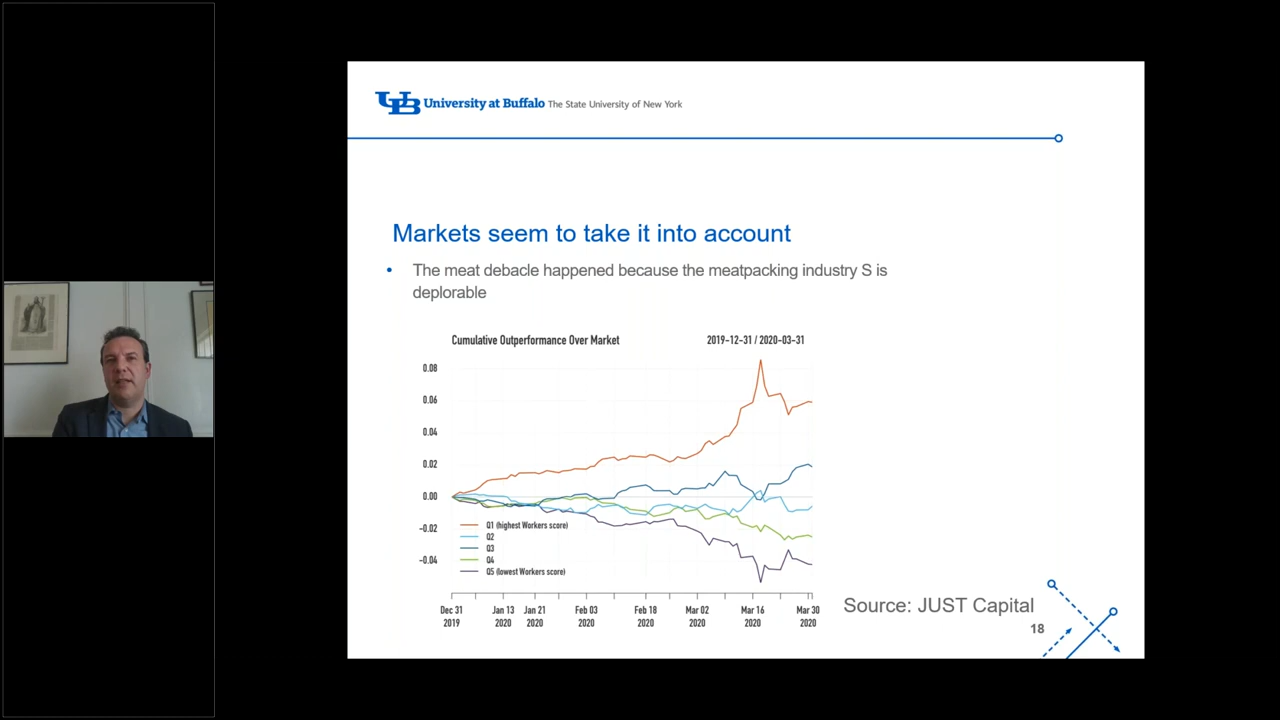 UB University at Buffalo The State University of New York
Markets seem to take it into account
• The meat debacle happened because the meatpacking industry S is
deplorable
Cumulative Outperformance Over Market 2019-12-31 / 2020-03-31
0.08
0.06
0.04
0.02
0.00
-0.02
-0.04
Q1 (highest Workers score)
Q2
Q3
Q4
Q5 (lowest Workers score)
Dec 31 Jan 13 Jan 21 Feb 03 Feb 18 Mar 02 Mar 16 Mar 30
2019 2020 2020 2020 2020 2020 2020 2020
Source: JUST Capital
18